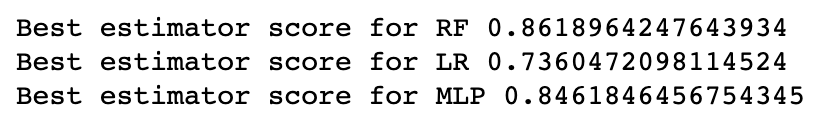 Best estimator score for RF 0.8618964247643934
Best estimator score for LR 0.7360472098114524
Best estimator score for MLP 0.8461846456754345